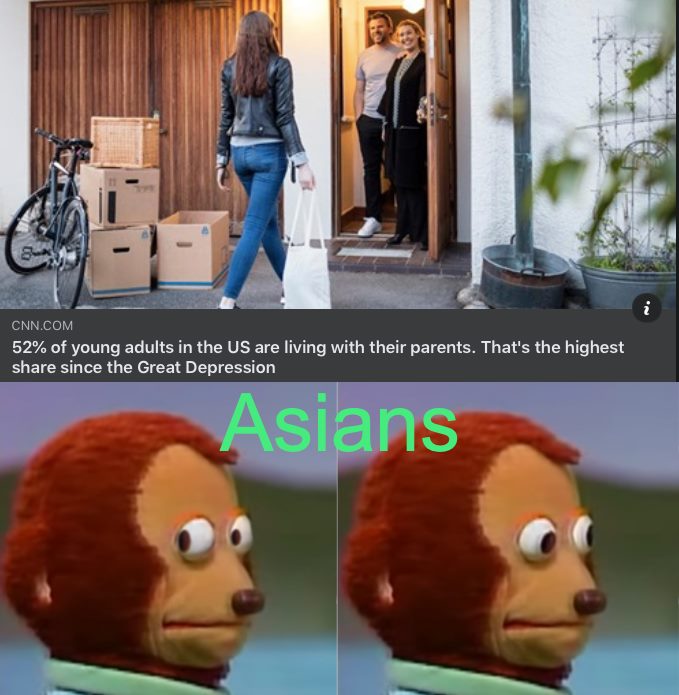 CNN.COM
i
52% of young adults in the US are living with their parents. That's the highest
share since the Great Depression
Asians